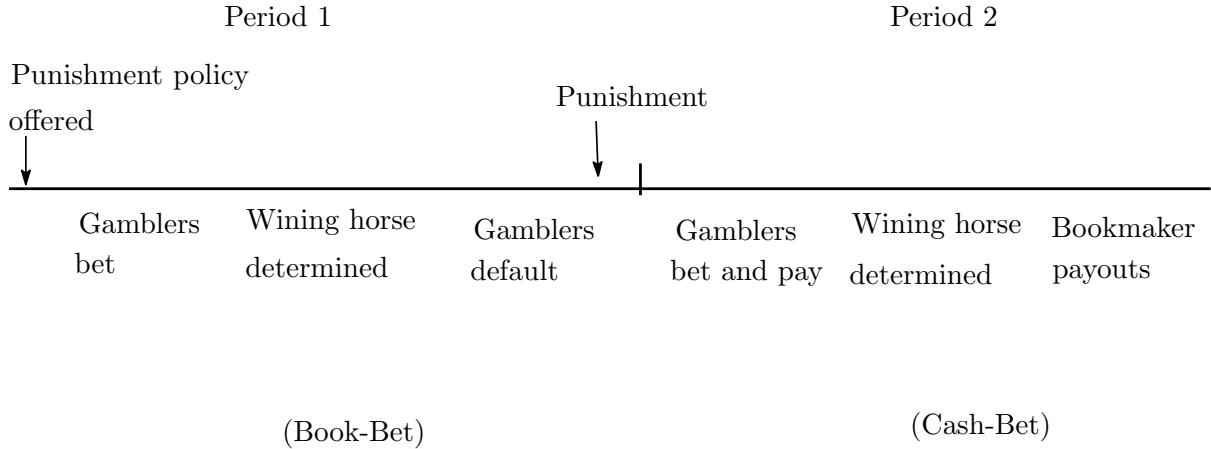 Period 1
Period 2
Punishment policy
offered
Punishment
Gamblers
bet
Wining horse
determined
Gamblers
default
Gamblers
bet and pay
Wining horse
determined
Bookmaker
payouts
(Book-Bet)
(Cash-Bet)